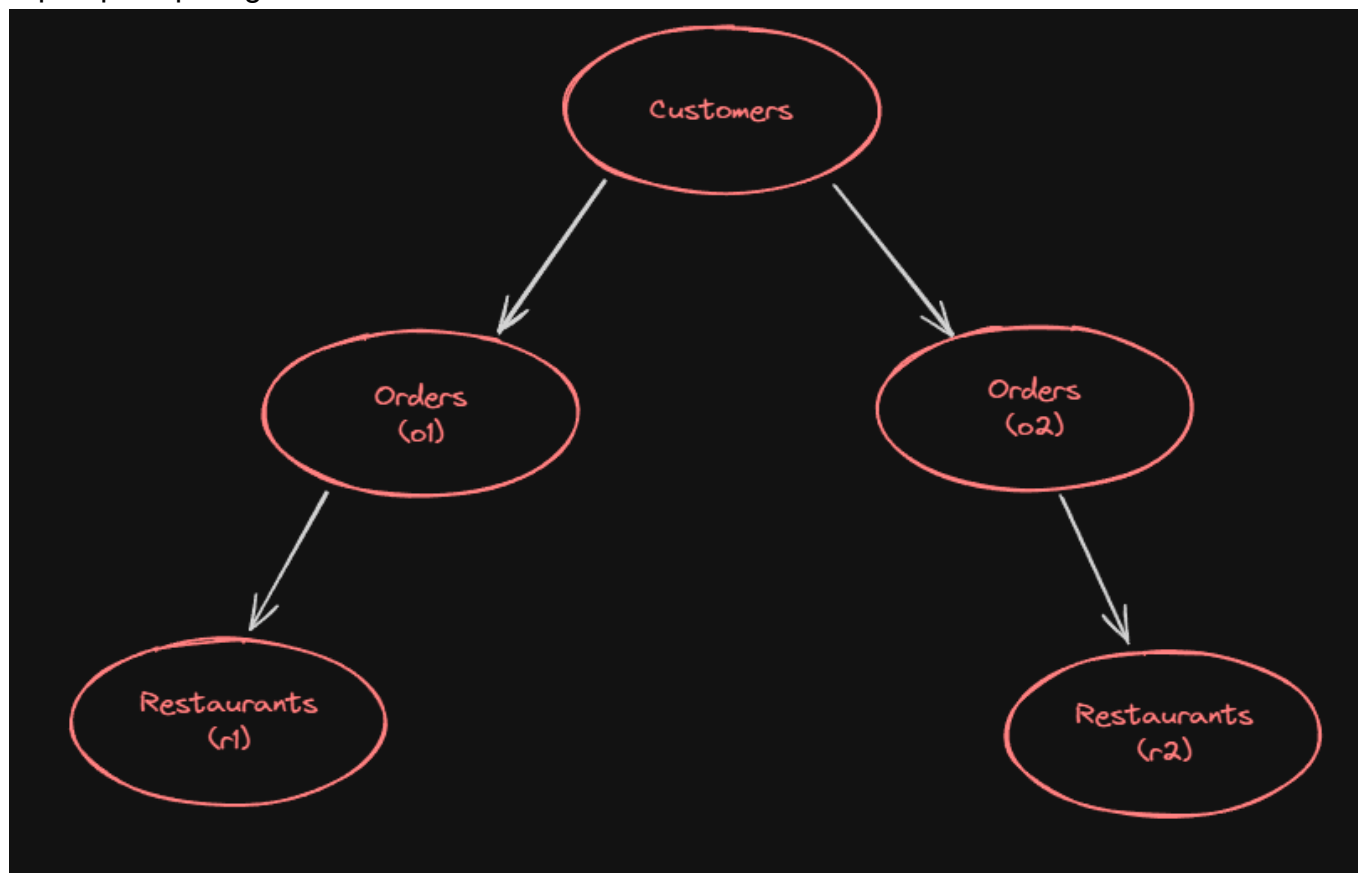 Customers
Orders
(o1)
Orders
(o2)
Restaurants
(r1)
Restaurants
(r2)